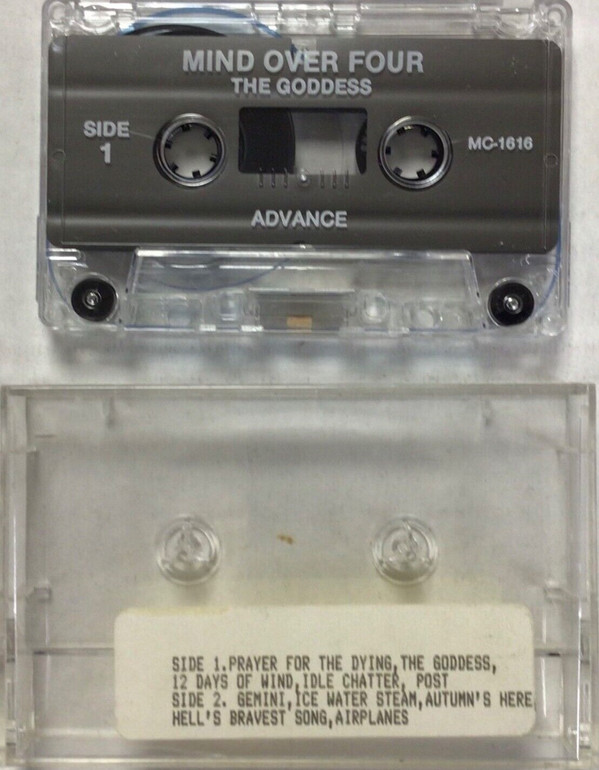 MIND OVER FOUR
THE GODDESS
SIDE
1
MC-1616
ADVANCE
SIDE 1.PRAYER FOR THE DYING,THE GODDESS,
12 DAYS OF WIND,IDLE CHATTER, POST
SIDE 2. GEMINI,ICE WATER STEAM,AUTUMN'S HERE,
HELL'S BRAVEST SONG,AIRPLANES